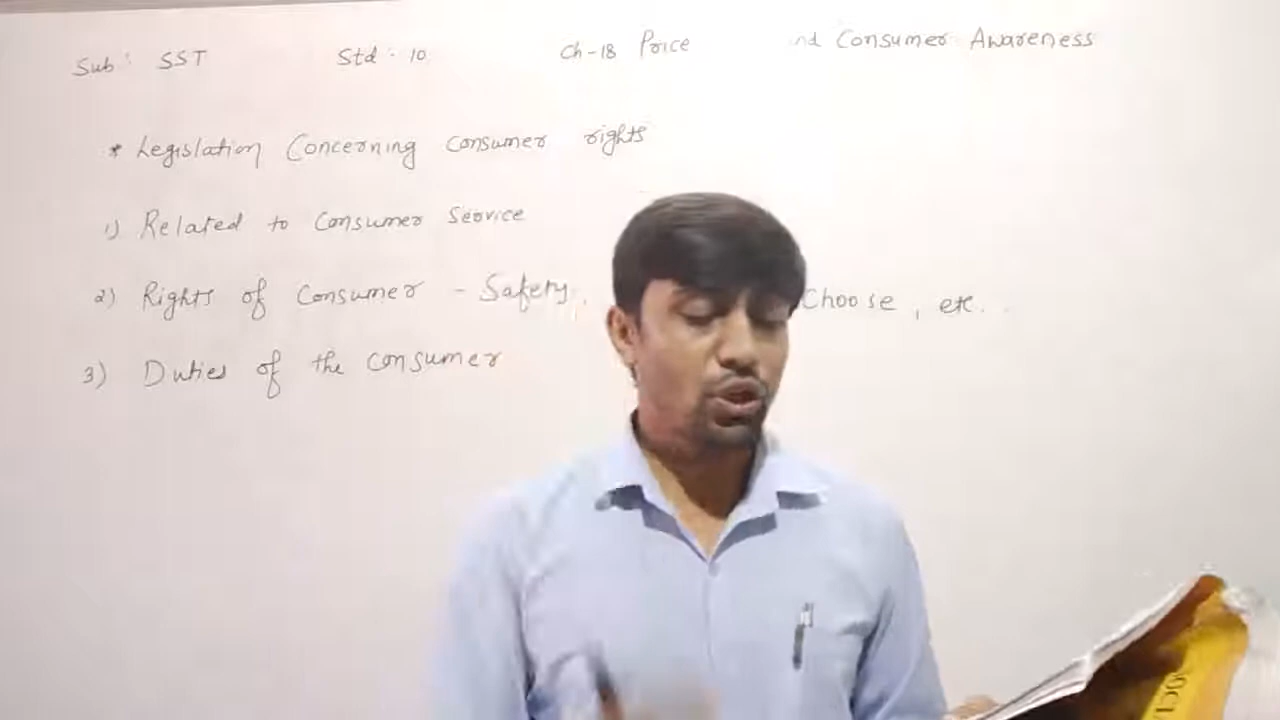 Sub: SST Std - 10 Ch-18 Price nd Consumer Awareness
* Legislation Concerning Consumer rights
1) Related to Consumer Service
2) Rights of Consumer - Safety, Choose, etc.
3) Duties of the Consumer
SOCI